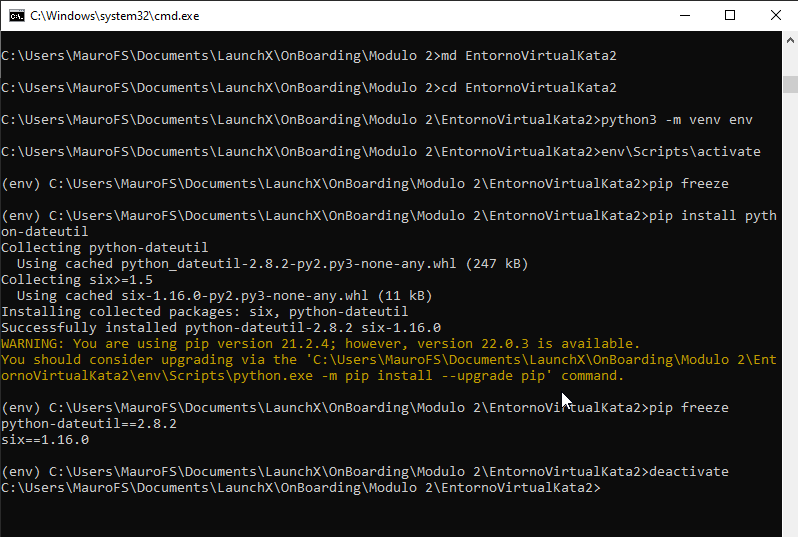 C:\Windows\system32\cmd.exe
C:\Users\MauroFS\Documents\LaunchX\OnBoarding\Modulo 2>md EntornoVirtualKata2
C:\Users\MauroFS\Documents\LaunchX\OnBoarding\Modulo 2>cd EntornoVirtualKata2
C:\Users\MauroFS\Documents\LaunchX\OnBoarding\Modulo 2\EntornoVirtualKata2>python3 -m venv env
C:\Users\MauroFS\Documents\LaunchX\OnBoarding\Modulo 2\EntornoVirtualKata2>env\Scripts\activate
(env) C:\Users\MauroFS\Documents\LaunchX\OnBoarding\Modulo 2\EntornoVirtualKata2>pip freeze
(env) C:\Users\MauroFS\Documents\LaunchX\OnBoarding\Modulo 2\EntornoVirtualKata2>pip install pyth
on-dateutil
Collecting python-dateutil
  Using cached python_dateutil-2.8.2-py2.py3-none-any.whl (247 kB)
Collecting six>=1.5
  Using cached six-1.16.0-py2.py3-none-any.whl (11 kB)
Installing collected packages: six, python-dateutil
Successfully installed python-dateutil-2.8.2 six-1.16.0
WARNING: You are using pip version 21.2.4; however, version 22.0.3 is available.
You should consider upgrading via the 'C:\Users\MauroFS\Documents\LaunchX\OnBoarding\Modulo 2\Ent
ornoVirtualKata2\env\Scripts\python.exe -m pip install --upgrade pip' command.
(env) C:\Users\MauroFS\Documents\LaunchX\OnBoarding\Modulo 2\EntornoVirtualKata2>pip freeze
python-dateutil==2.8.2
six==1.16.0
(env) C:\Users\MauroFS\Documents\LaunchX\OnBoarding\Modulo 2\EntornoVirtualKata2>deactivate
C:\Users\MauroFS\Documents\LaunchX\OnBoarding\Modulo 2\EntornoVirtualKata2>